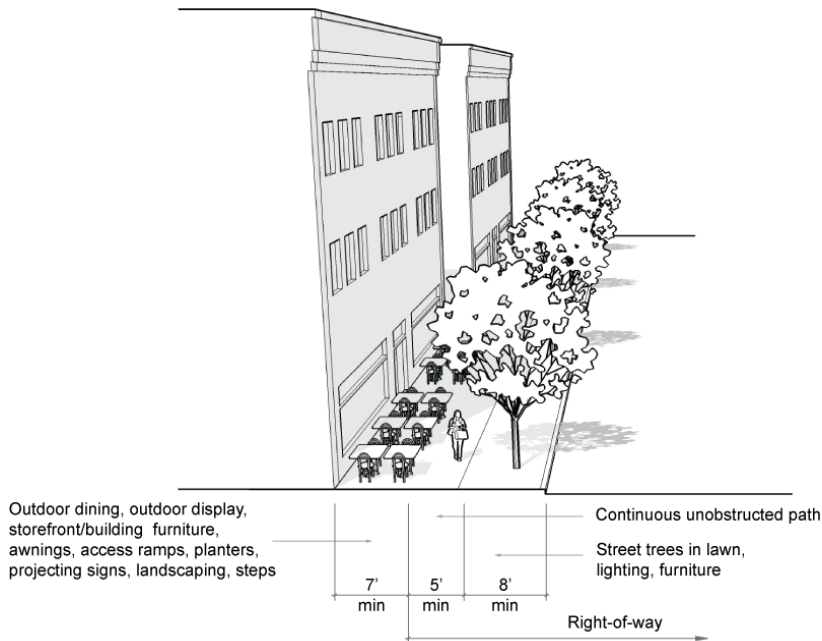 Outdoor dining, outdoor display,
storefront/building furniture,
awnings, access ramps, planters,
projecting signs, landscaping, steps
Continuous unobstructed path
Street trees in lawn,
lighting, furniture
7'
min
5'
min
8'
min
Right-of-way